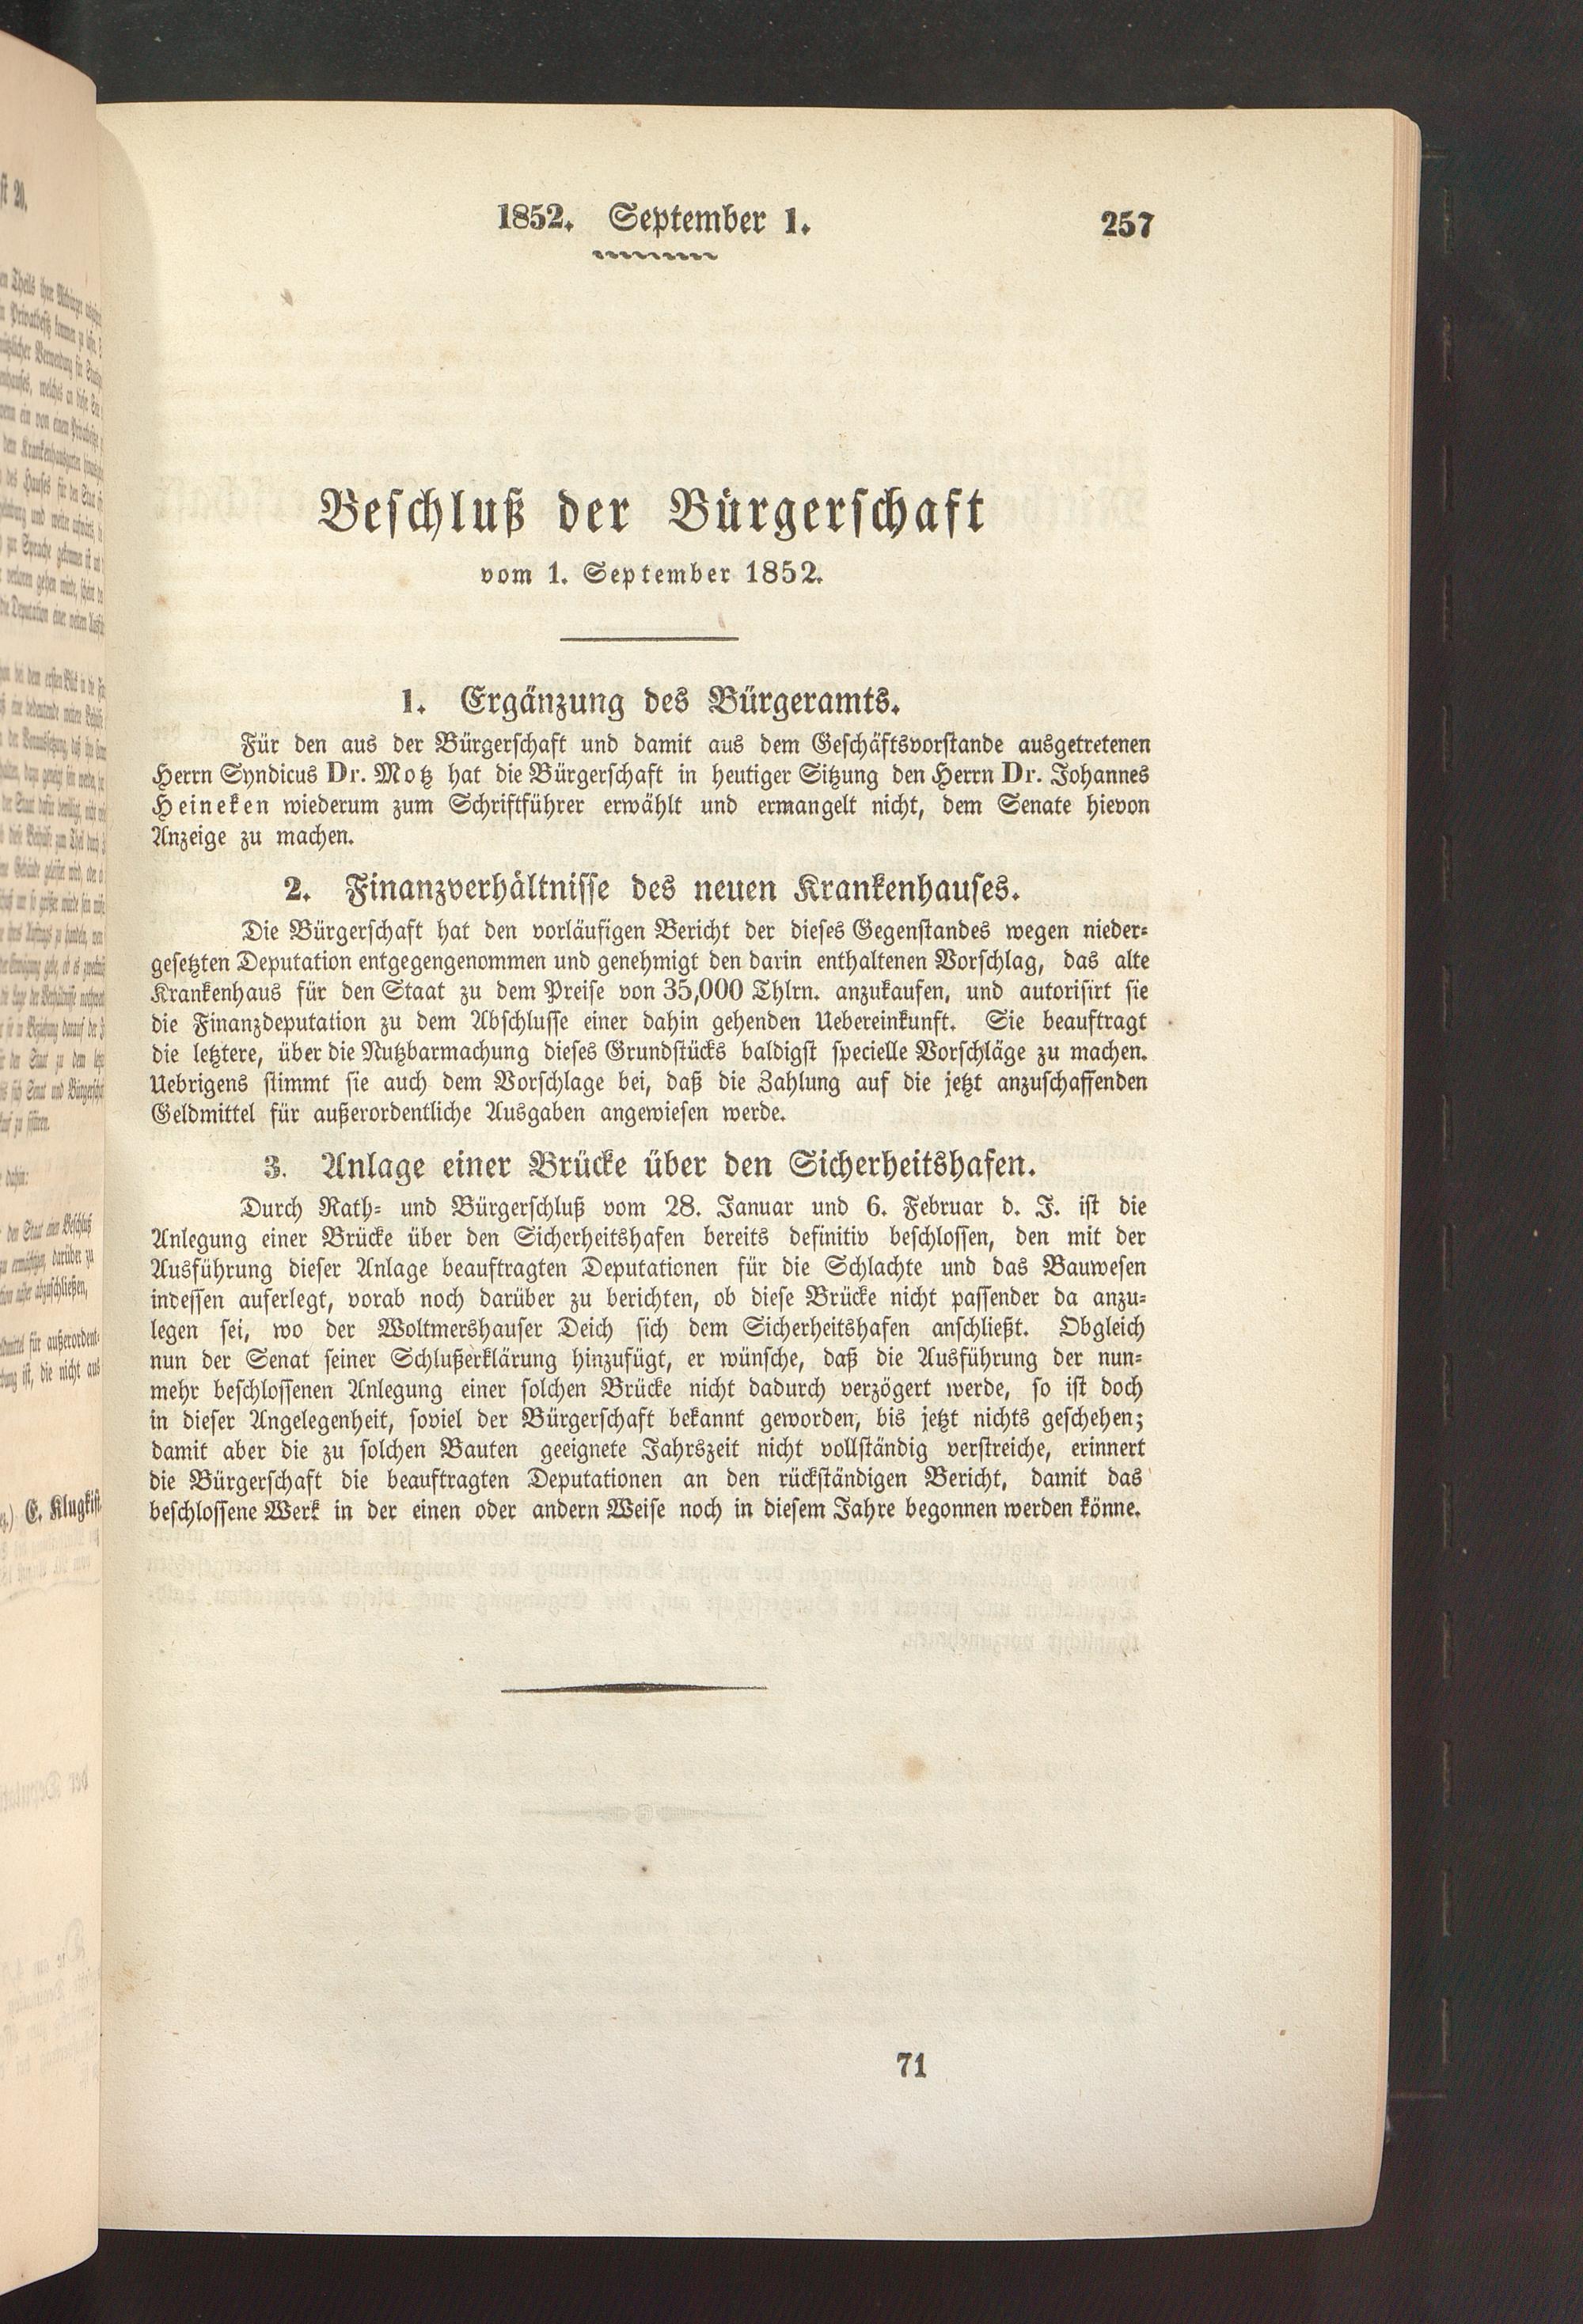 1852. September 1.
257
Beschluß der Bürgerschaft
vom 1. September 1852.
1. Ergänzung des Bürgeramts.
Für den aus der Bürgerschaft und damit aus dem Geschäftsvorstande ausgetretenen
Herrn Syndicus Dr. Motz hat die Bürgerschaft in heutiger Sitzung den Herrn Dr. Johannes
Heineken wiederum zum Schriftführer erwählt und ermangelt nicht, dem Senate hievon
Anzeige zu machen.
2. Finanzverhältnisse des neuen Krankenhauses.
Die Bürgerschaft hat den vorläufigen Bericht der dieses Gegenstandes wegen nieder-
gesetzten Deputation entgegengenommen und genehmigt den darin enthaltenen Vorschlag, das alte
Krankenhaus für den Staat zu dem Preise von 35,000 Thlrn. anzukaufen, und autorisirt sie
die Finanzdeputation zu dem Abschlusse einer dahin gehenden Uebereinkunft. Sie beauftragt
die letztere, über die Nutzbarmachung dieses Grundstücks baldigst specielle Vorschläge zu machen.
Uebrigens stimmt sie auch dem Vorschlage bei, daß die Zahlung auf die jetzt anzuschaffenden
Geldmittel für außerordentliche Ausgaben angewiesen werde.
3. Anlage einer Brücke über den Sicherheitshafen.
Durch Rath- und Bürgerschluß vom 28. Januar und 6. Februar d. J. ist die
Anlegung einer Brücke über den Sicherheitshafen bereits definitiv beschlossen, den mit der
Ausführung dieser Anlage beauftragten Deputationen für die Schlachte und das Bauwesen
indessen auferlegt, vorab noch darüber zu berichten, ob diese Brücke nicht passender da anzu-
legen sei, wo der Woltmershauser Deich sich dem Sicherheitshafen anschließt. Obgleich
nun der Senat seiner Schlußerklärung hinzufügt, er wünsche, daß die Ausführung der nun-
mehr beschlossenen Anlegung einer solchen Brücke nicht dadurch verzögert werde, so ist doch
in dieser Angelegenheit, soviel der Bürgerschaft bekannt geworden, bis jetzt nichts geschehen;
damit aber die zu solchen Bauten geeignete Jahrszeit nicht vollständig verstreiche, erinnert
die Bürgerschaft die beauftragten Deputationen an den rückständigen Bericht, damit das
beschlossene Werk in der einen oder andern Weise noch in diesem Jahre begonnen werden könne.
71